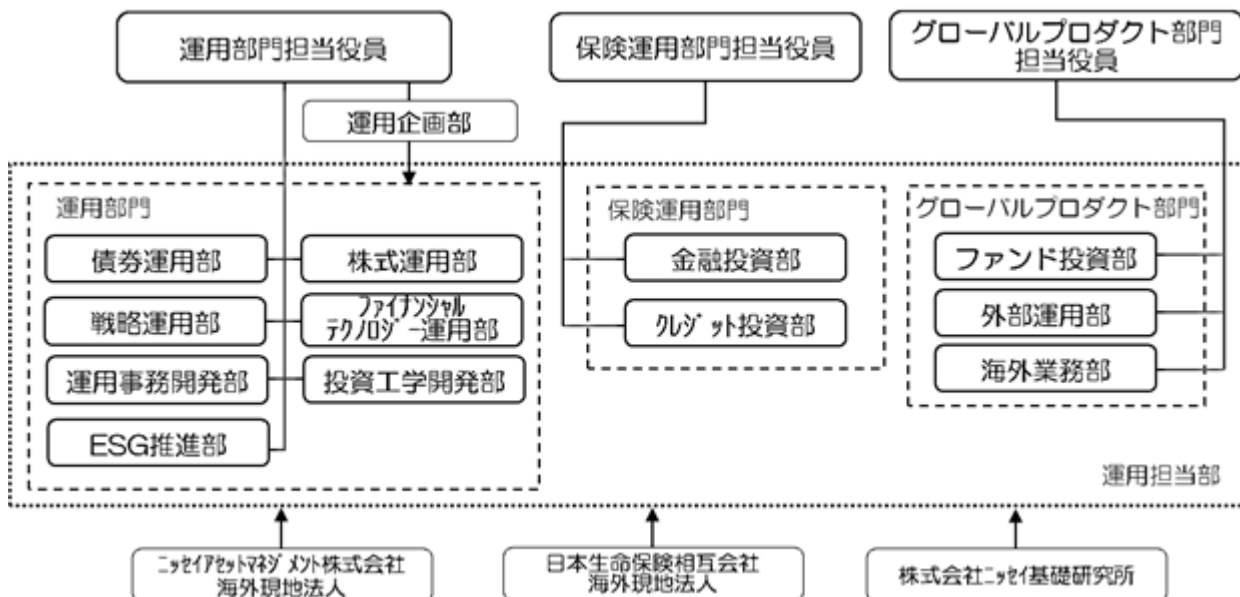 運用部門担当役員
保険運用部門担当役員
グローバルプロダクト部門
担当役員
運用企画部
運用部門
債券運用部
株式運用部
戦略運用部
ファイナンシャル
テクノロジー運用部
運用事務開発部
投資工学開発部
ESG推進部
保険運用部門
金融投資部
クレジット投資部
グローバルプロダクト部門
ファンド投資部
外部運用部
海外業務部
運用担当部
ニッセイアセットマネジメント株式会社
海外現地法人
日本生命保険相互会社
海外現地法人
株式会社ニッセイ基礎研究所